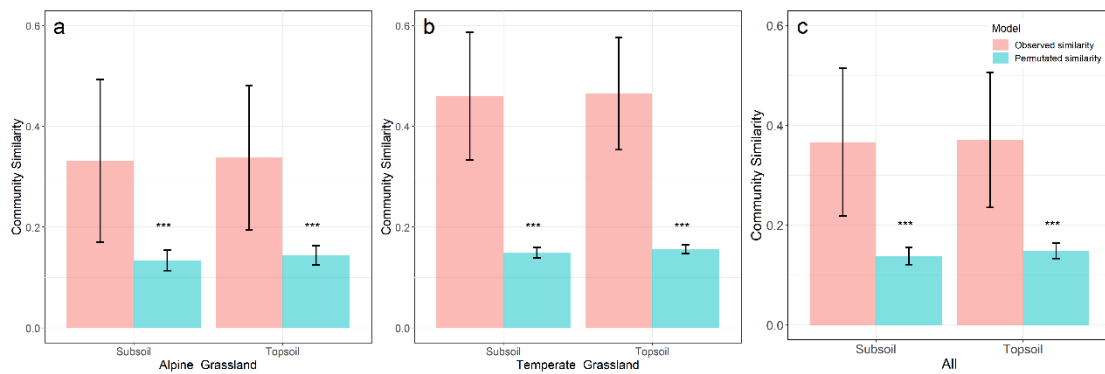 a
0.6
0.4
0.2
0.0
Community Similarity
***
***
Subsoil
Topsoil
Alpine Grassland
b
0.6
0.4
0.2
0.0
Community Similarity
***
***
Subsoil
Topsoil
Temperate Grassland
c
0.6
0.4
0.2
0.0
Community Similarity
Model
Observed similarity
Permutated similarity
***
***
Subsoil
Topsoil
All